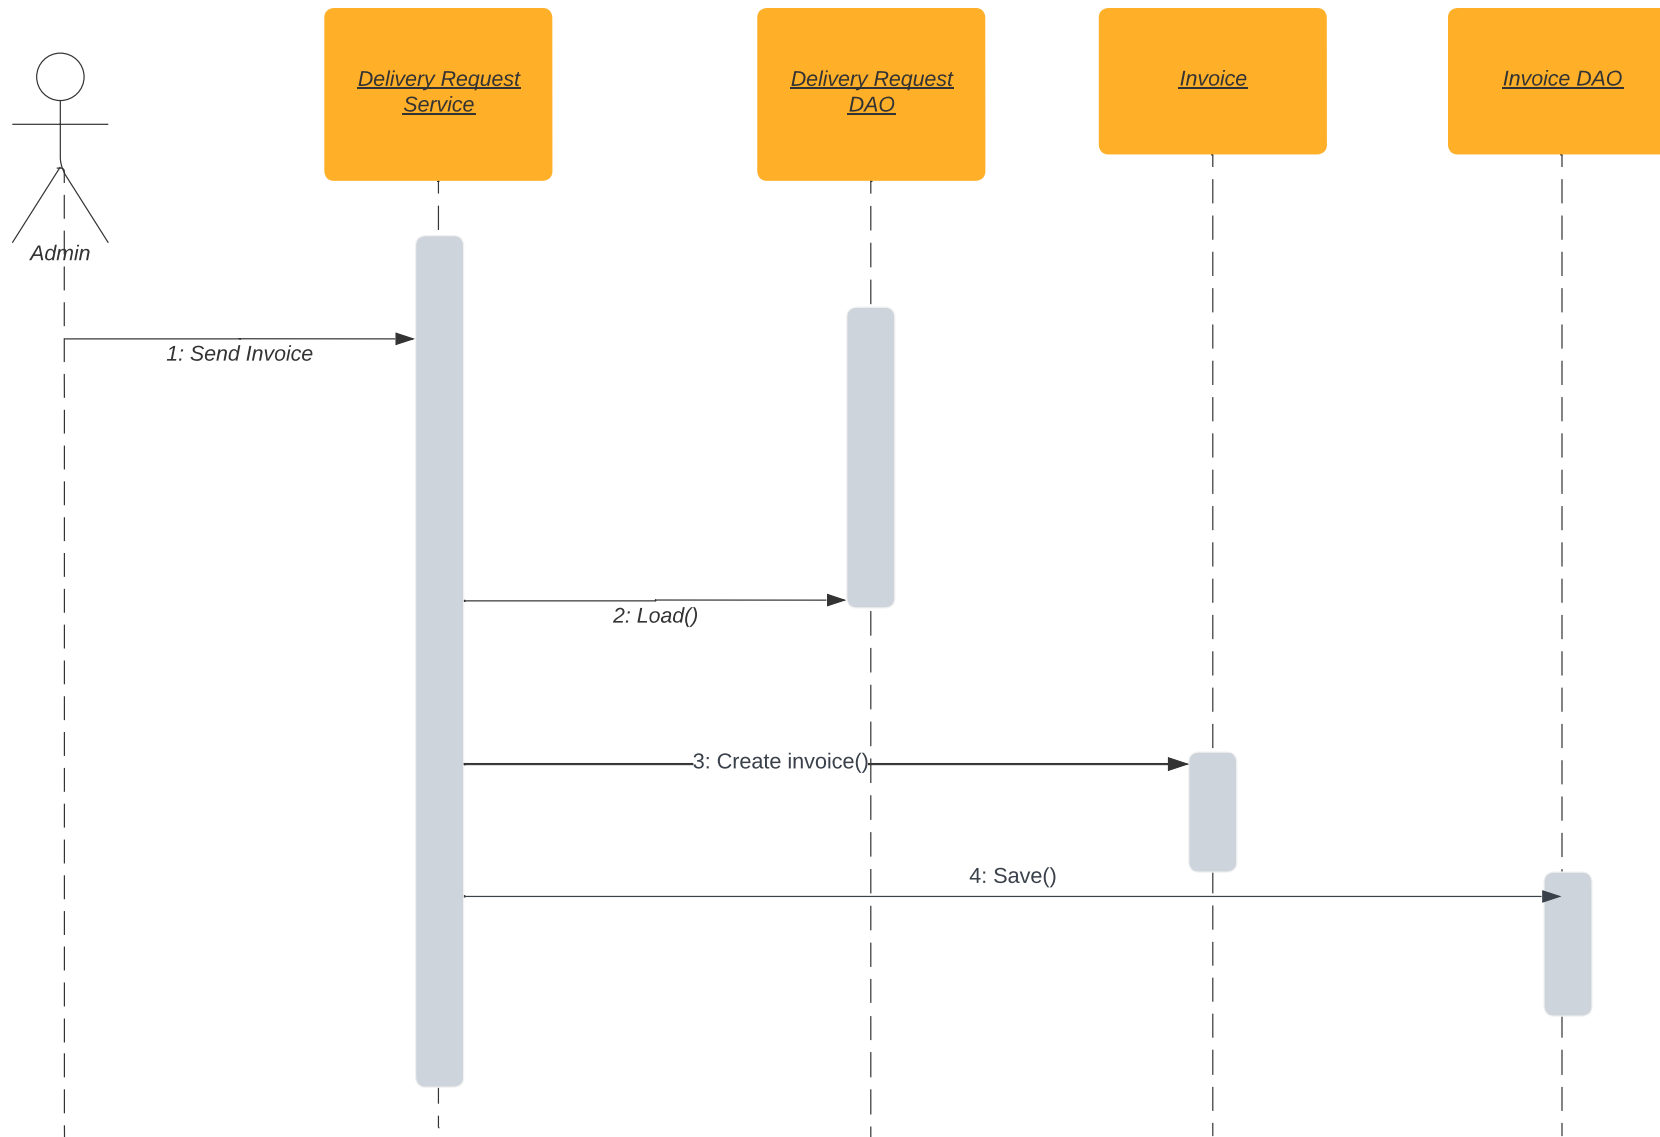 Delivery Request
Service
Delivery Request
DAO
Invoice
Invoice DAO
Admin
1: Send Invoice
2: Load()
3: Create invoice()
4: Save()